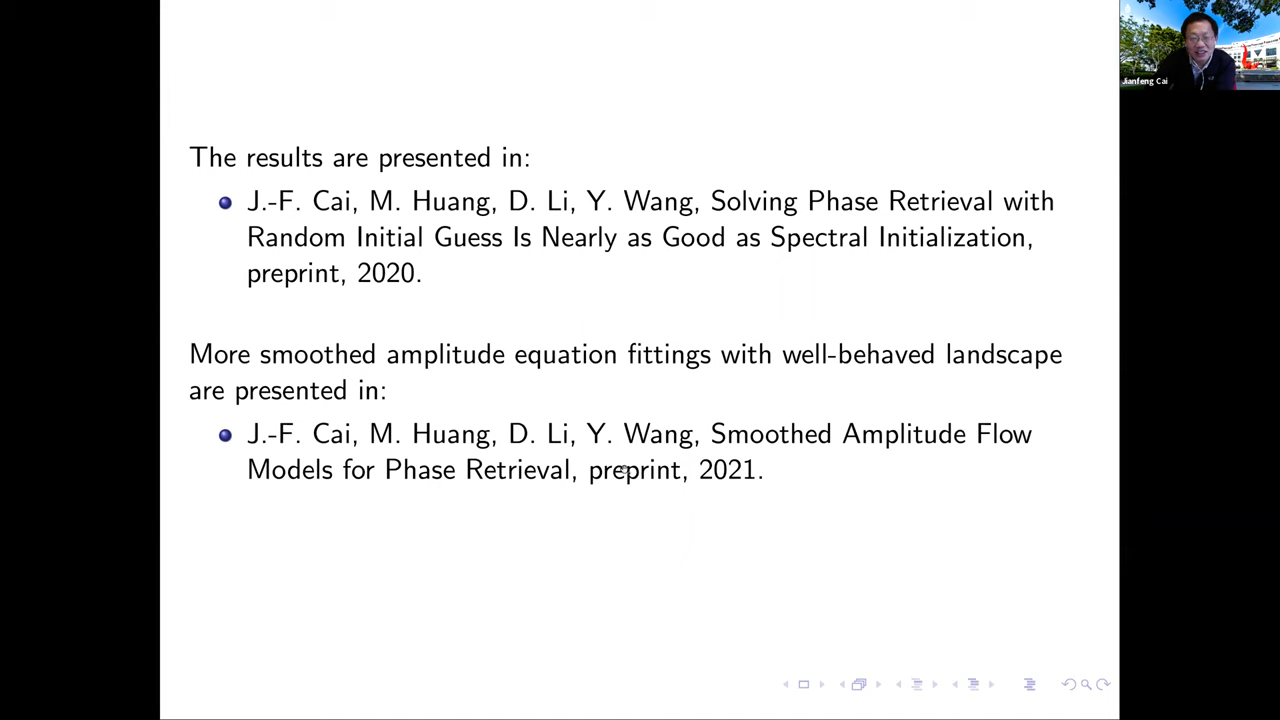 Jianfeng Cai
The results are presented in:
J.-F. Cai, M. Huang, D. Li, Y. Wang, Solving Phase Retrieval with
Random Initial Guess Is Nearly as Good as Spectral Initialization,
preprint, 2020.
More smoothed amplitude equation fittings with well-behaved landscape
are presented in:
J.-F. Cai, M. Huang, D. Li, Y. Wang, Smoothed Amplitude Flow
Models for Phase Retrieval, preprint, 2021.